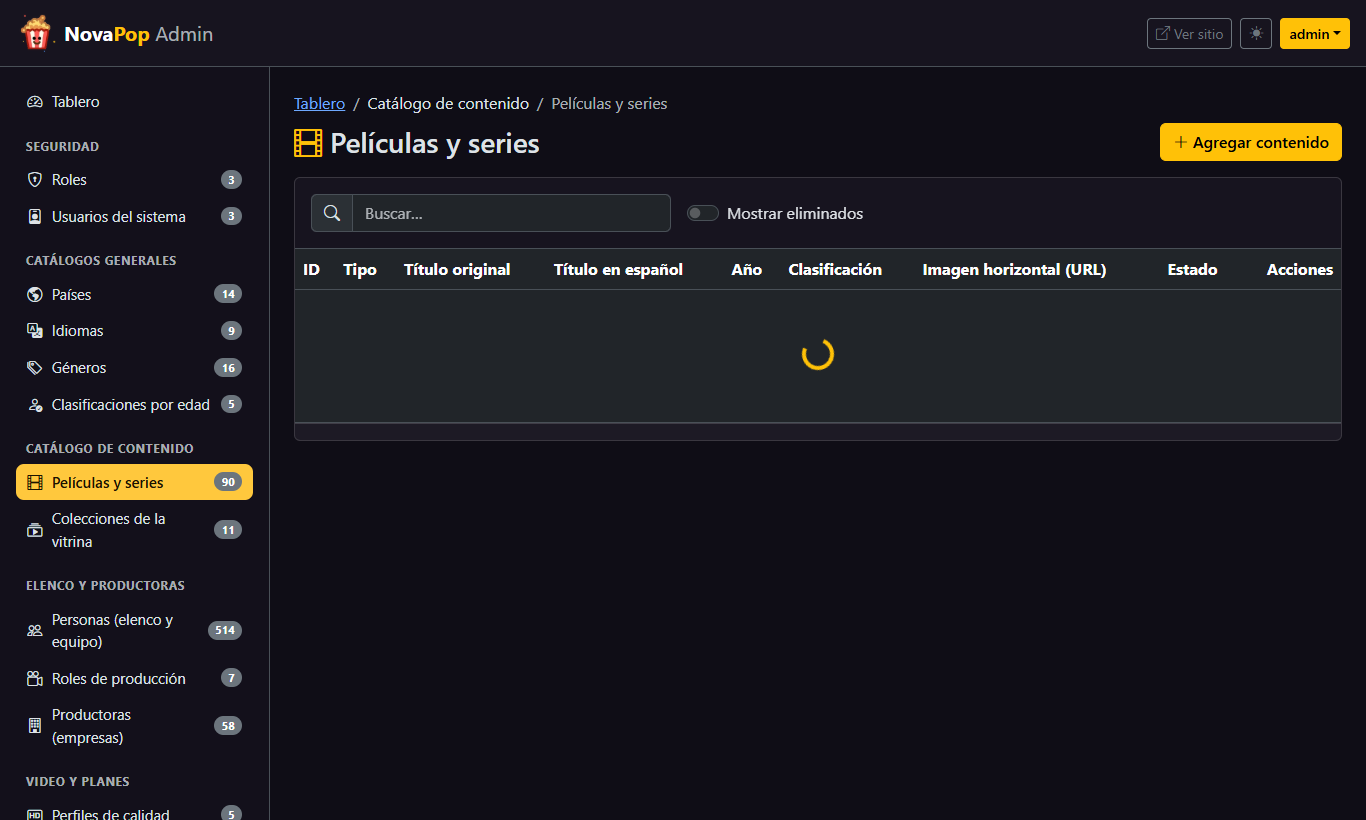 NovaPop Admin
Ver sitio
admin
Tablero
SEGURIDAD
Roles 3
Usuarios del sistema 3
CATÁLOGOS GENERALES
Países 14
Idiomas 9
Géneros 16
Clasificaciones por edad 5
CATÁLOGO DE CONTENIDO
Películas y series 90
Colecciones de la
vitrina 11
ELENCO Y PRODUCTORAS
Personas (elenco y
equipo) 514
Roles de producción 7
Productoras
(empresas) 58
VIDEO Y PLANES
HD Perfiles de calidad 5
Tablero / Catálogo de contenido / Películas y series
Películas y series
+ Agregar contenido
Buscar...
Mostrar eliminados
ID Tipo Título original Título en español Año Clasificación Imagen horizontal (URL) Estado Acciones